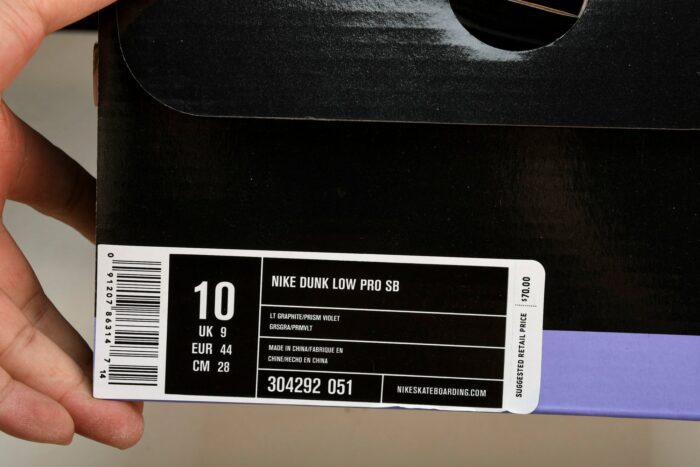 0 91207 86314 7 14
10
UK 9
EUR 44
CM 28
NIKE DUNK LOW PRO SB
LT GRAPHITE/PRISM VIOLET
GRSGRA/PRMVLT
MADE IN CHINA/FABRIQUE EN
CHINE/HECHO EN CHINA
304292 051
NIKESKATEBOARDING.COM
SUGGESTED RETAIL PRICE $70.00